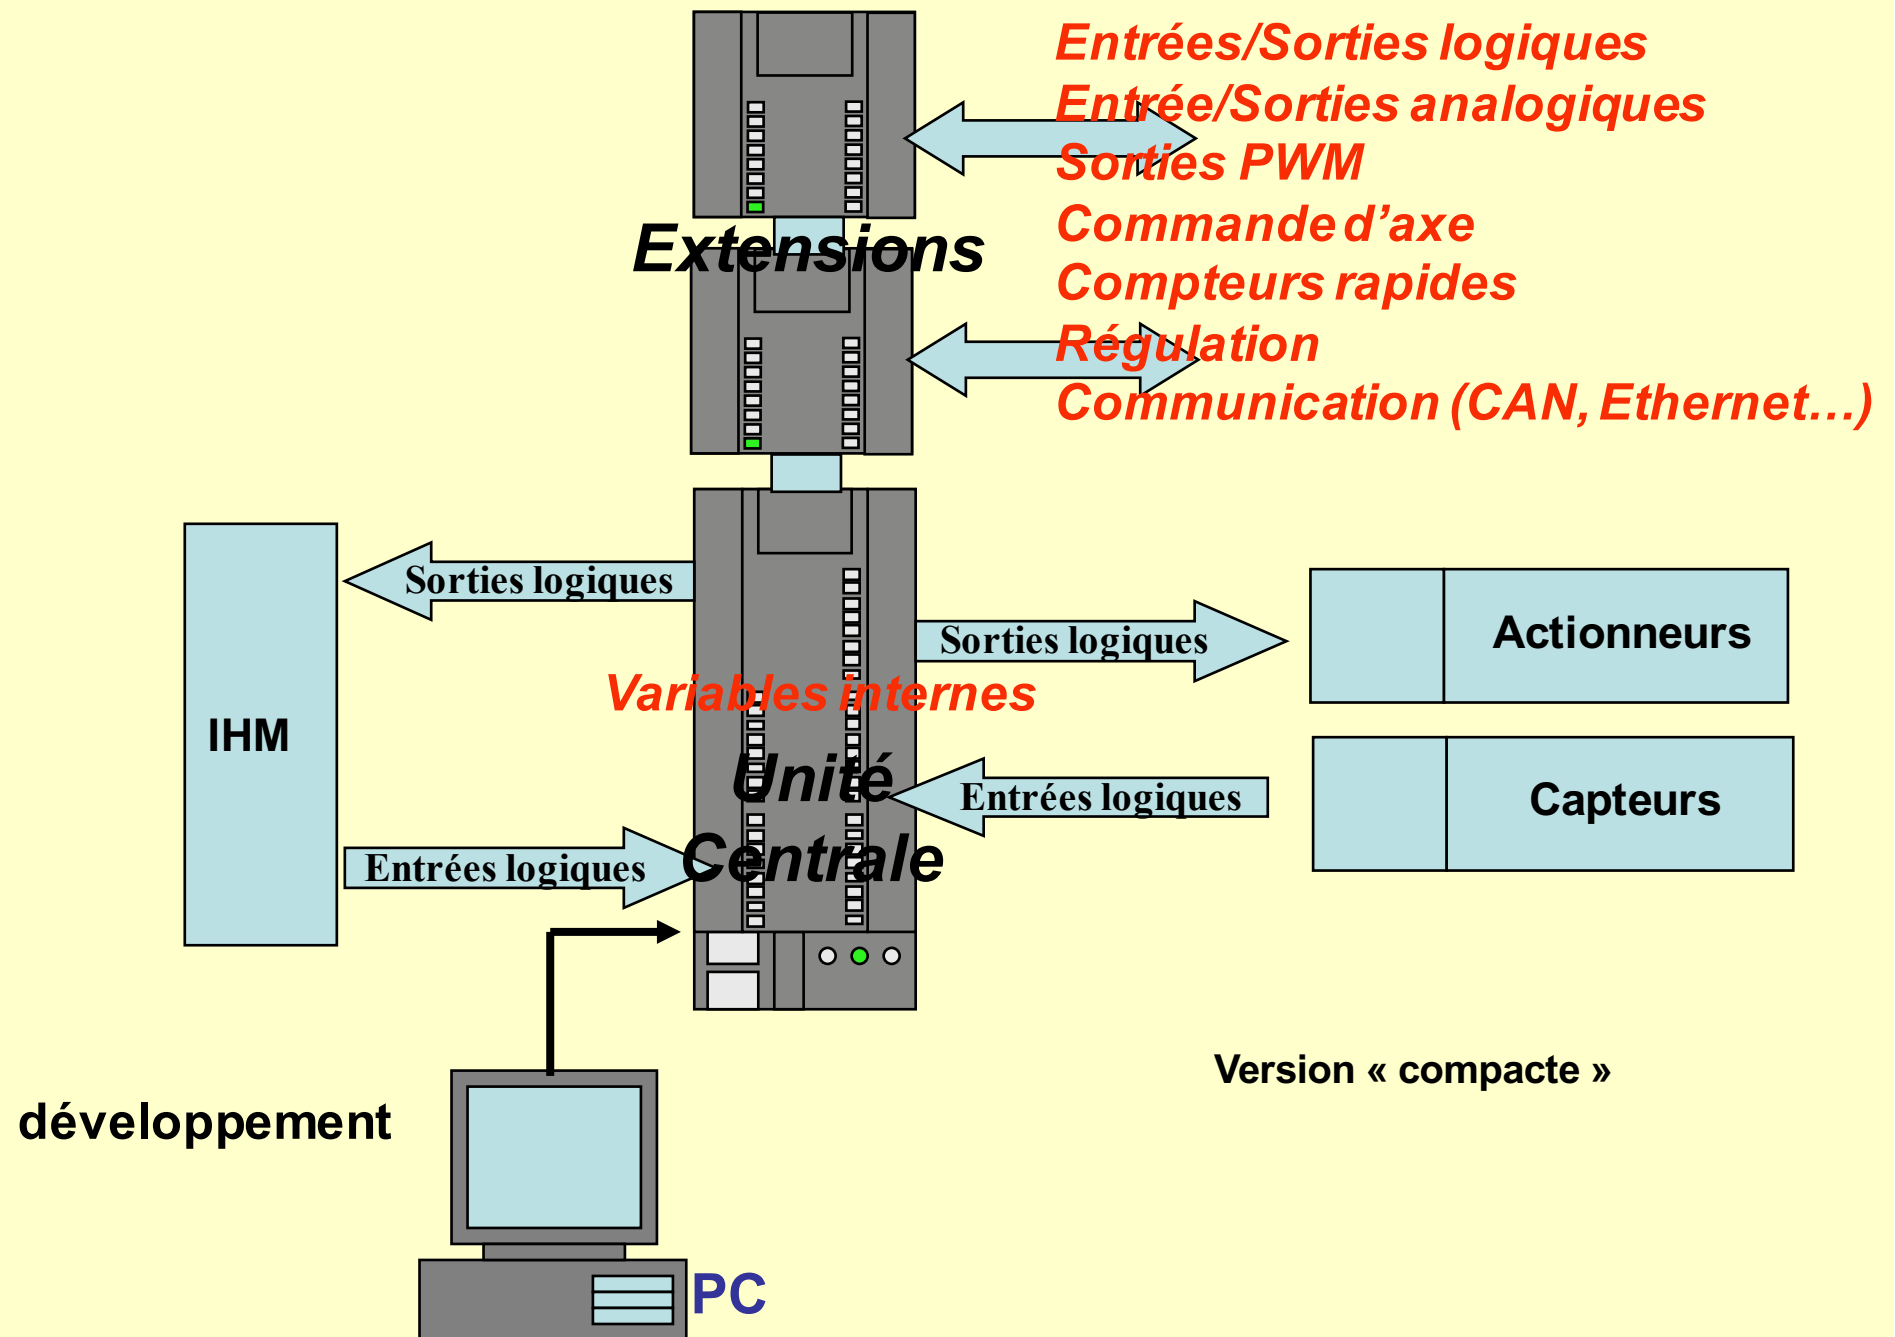 Entrées/Sorties logiques
Entrée/Sorties analogiques
Sorties PWM
Commande d’axe
Compteurs rapides
Régulation
Communication (CAN, Ethernet…)
Extensions
Sorties logiques
Sorties logiques
Actionneurs
Variables internes
IHM
Unité
Centrale
Entrées logiques
Capteurs
Entrées logiques
Version « compacte »
développement
PC